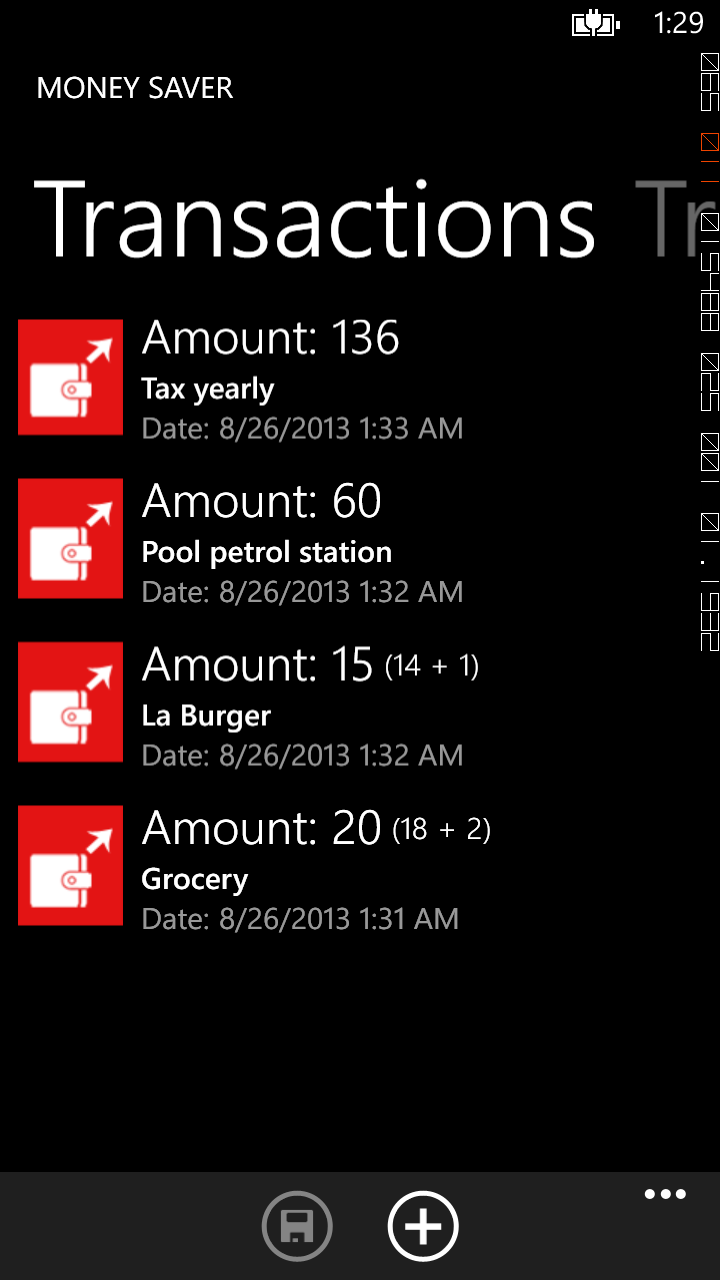 1:29
MONEY SAVER
Transactions Tr
Amount: 136
Tax yearly
Date: 8/26/2013 1:33 AM
Amount: 60
Pool petrol station
Date: 8/26/2013 1:32 AM
Amount: 15 (14 + 1)
La Burger
Date: 8/26/2013 1:32 AM
Amount: 20 (18 + 2)
Grocery
Date: 8/26/2013 1:31 AM